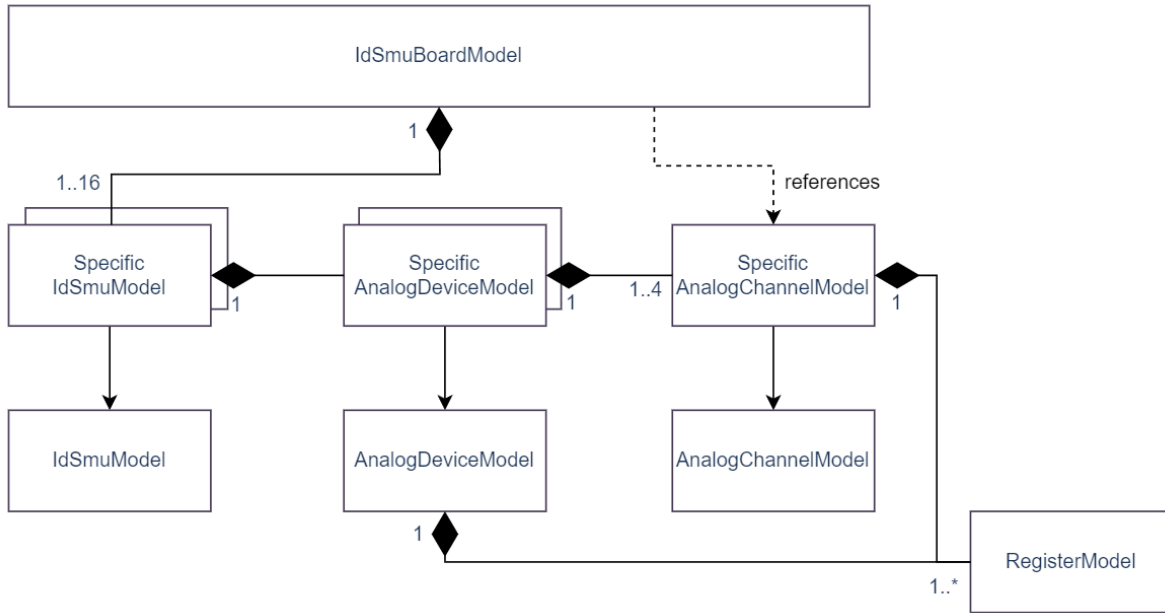 IdSmuBoardModel
1
1..16
references
Specific
IdSmuModel
1
Specific
AnalogDeviceModel
1
1..4
Specific
AnalogChannelModel
1
IdSmuModel
AnalogDeviceModel
AnalogChannelModel
1
1..*
RegisterModel